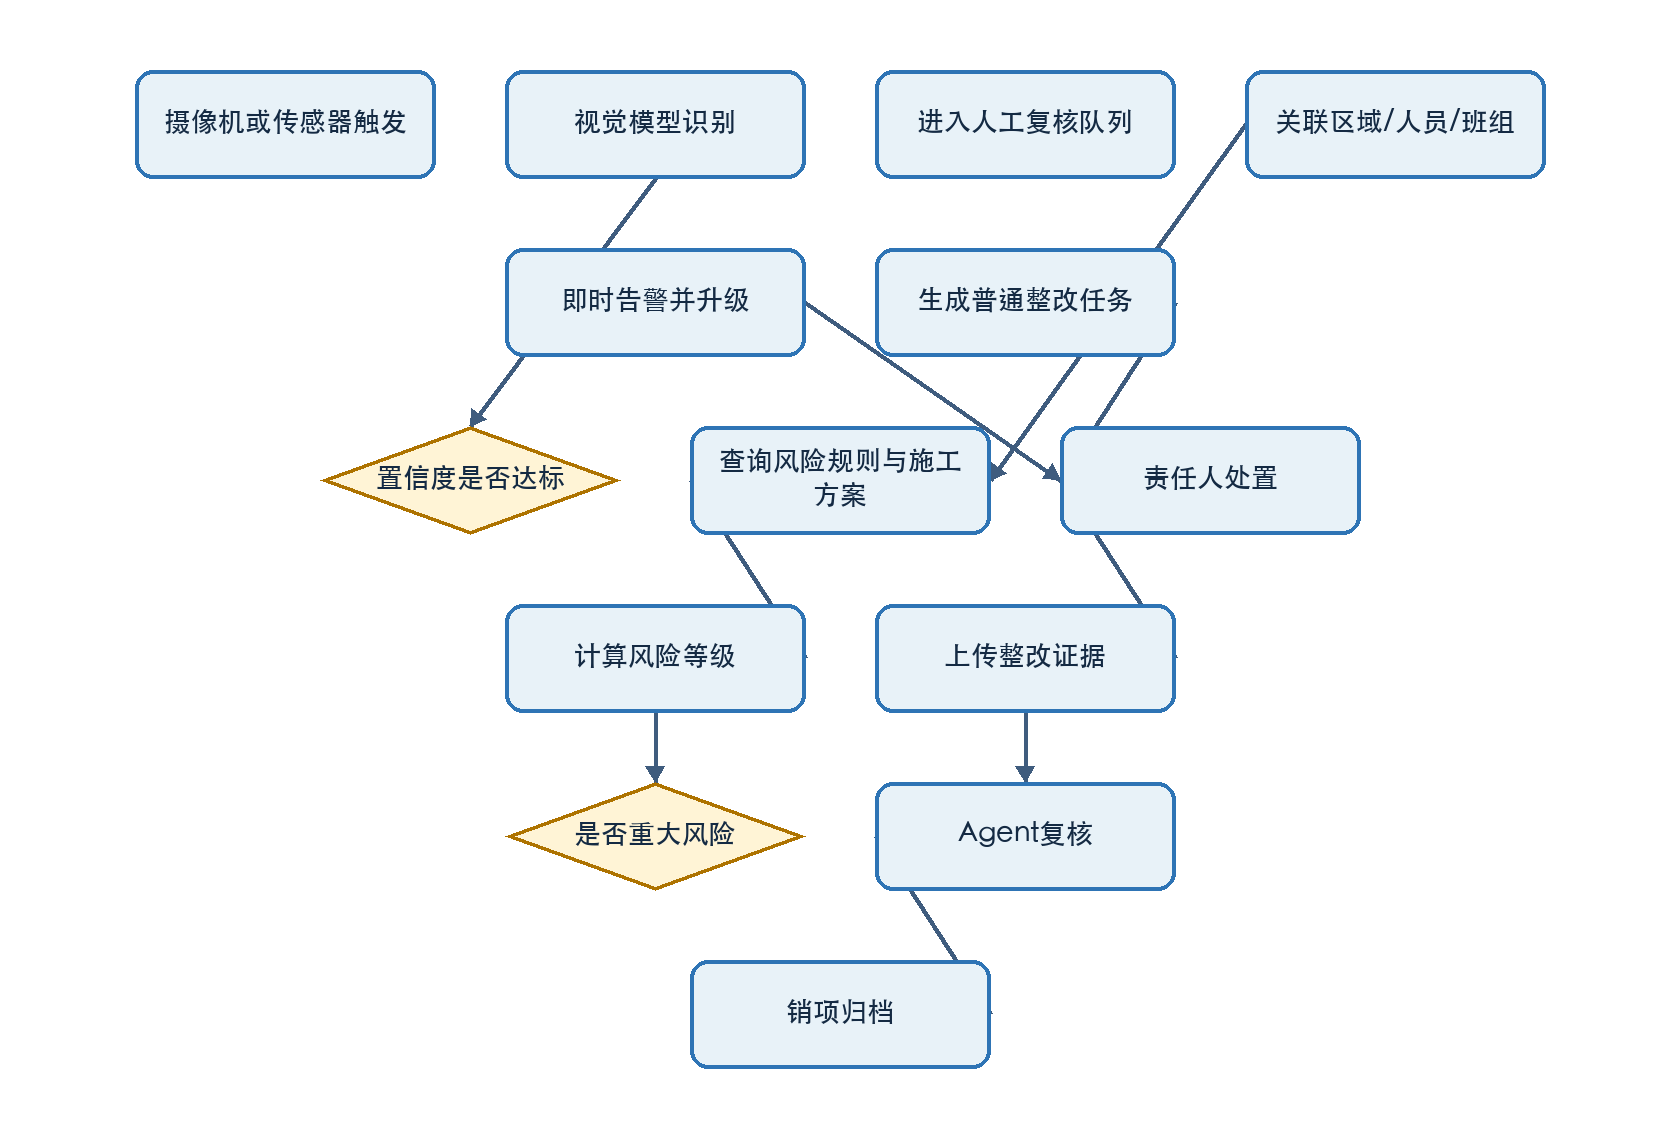 摄像机或传感器触发
视觉模型识别
进入人工复核队列
关联区域/人员/班组
即时告警并升级
生成普通整改任务
置信度是否达标
查询风险规则与施工
方案
责任人处置
计算风险等级
上传整改证据
是否重大风险
Agent复核
销项归档